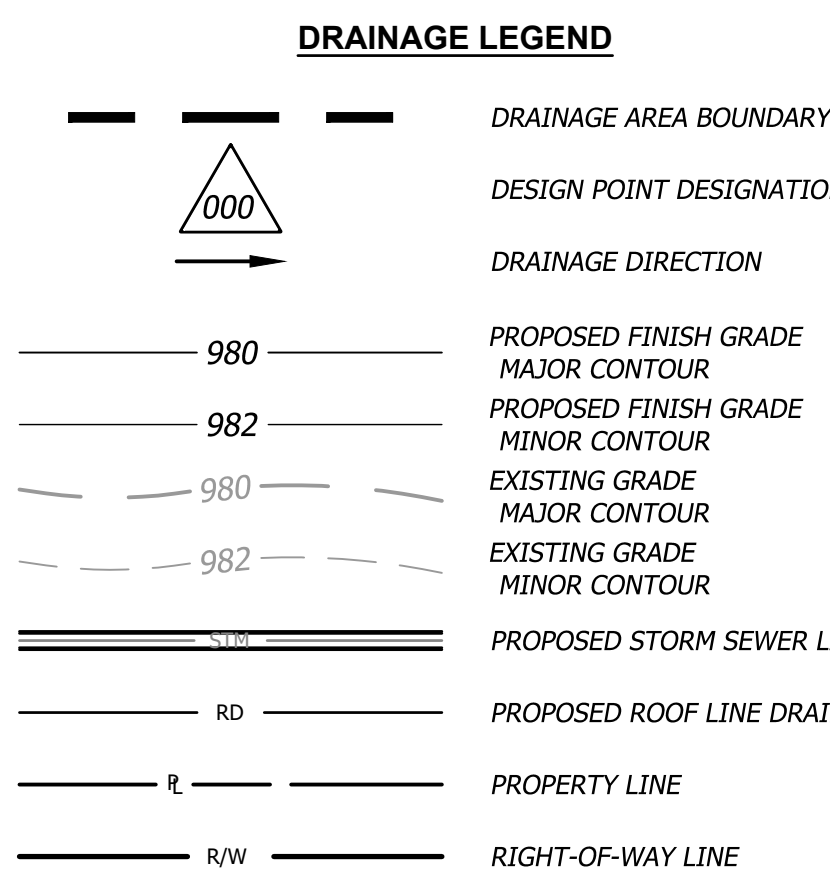 DRAINAGE LEGEND
DRAINAGE AREA BOUNDARY
000 DESIGN POINT
DRAINAGE DIRECTION
980 PROPOSED FINISH GRADE
MAJOR CONTOUR
982 PROPOSED FINISH GRADE
MINOR CONTOUR
980 EXISTING GRADE
MAJOR CONTOUR
982 EXISTING GRADE
MINOR CONTOUR
STM PROPOSED STORM SEWER
RD PROPOSED ROOF LINE
PL PROPERTY LINE
R/W RIGHT-OF-WAY LINE